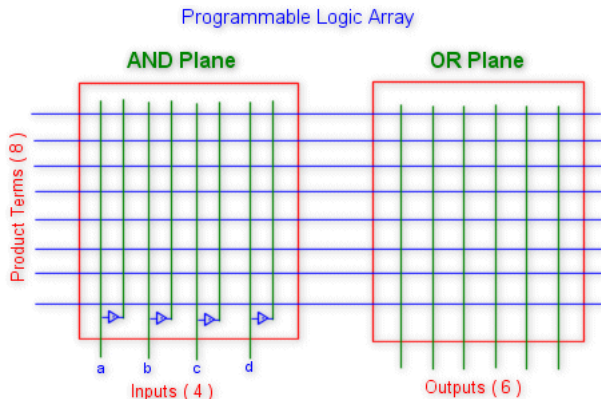 Programmable Logic Array
AND Plane
OR Plane
Product Terms ( 8 )
a
b
c
d
Inputs ( 4 )
Outputs ( 6 )